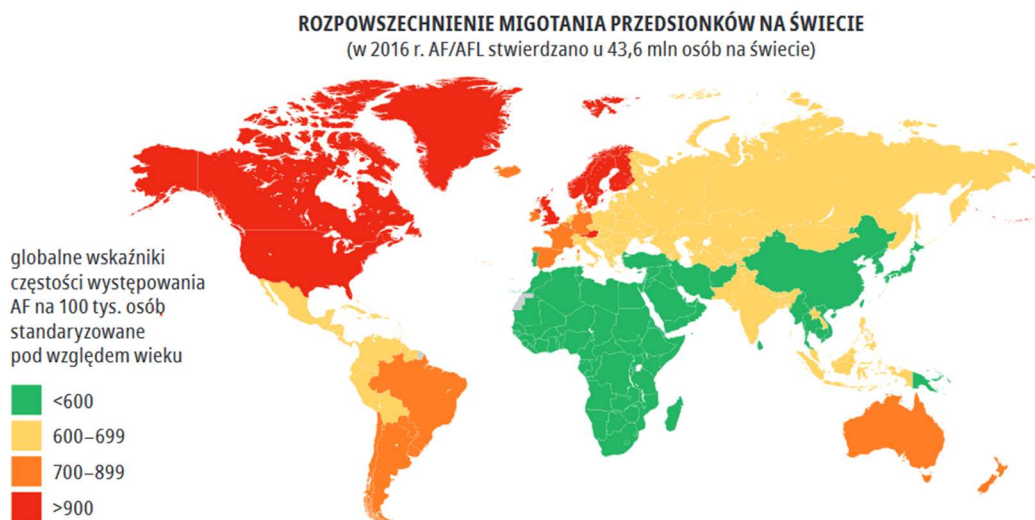 ROZPOWSZECHNIENIE MIGOTANIA PRZEDSIONKÓW NA ŚWIECIE
(w 2016 r. AF/AFL stwierdzano u 43,6 mln osób na świecie)
globalne wskaźniki
częstości występowania
AF na 100 tys. osób
standaryzowane
pod względem wieku
<600
600–699
700–899
>900